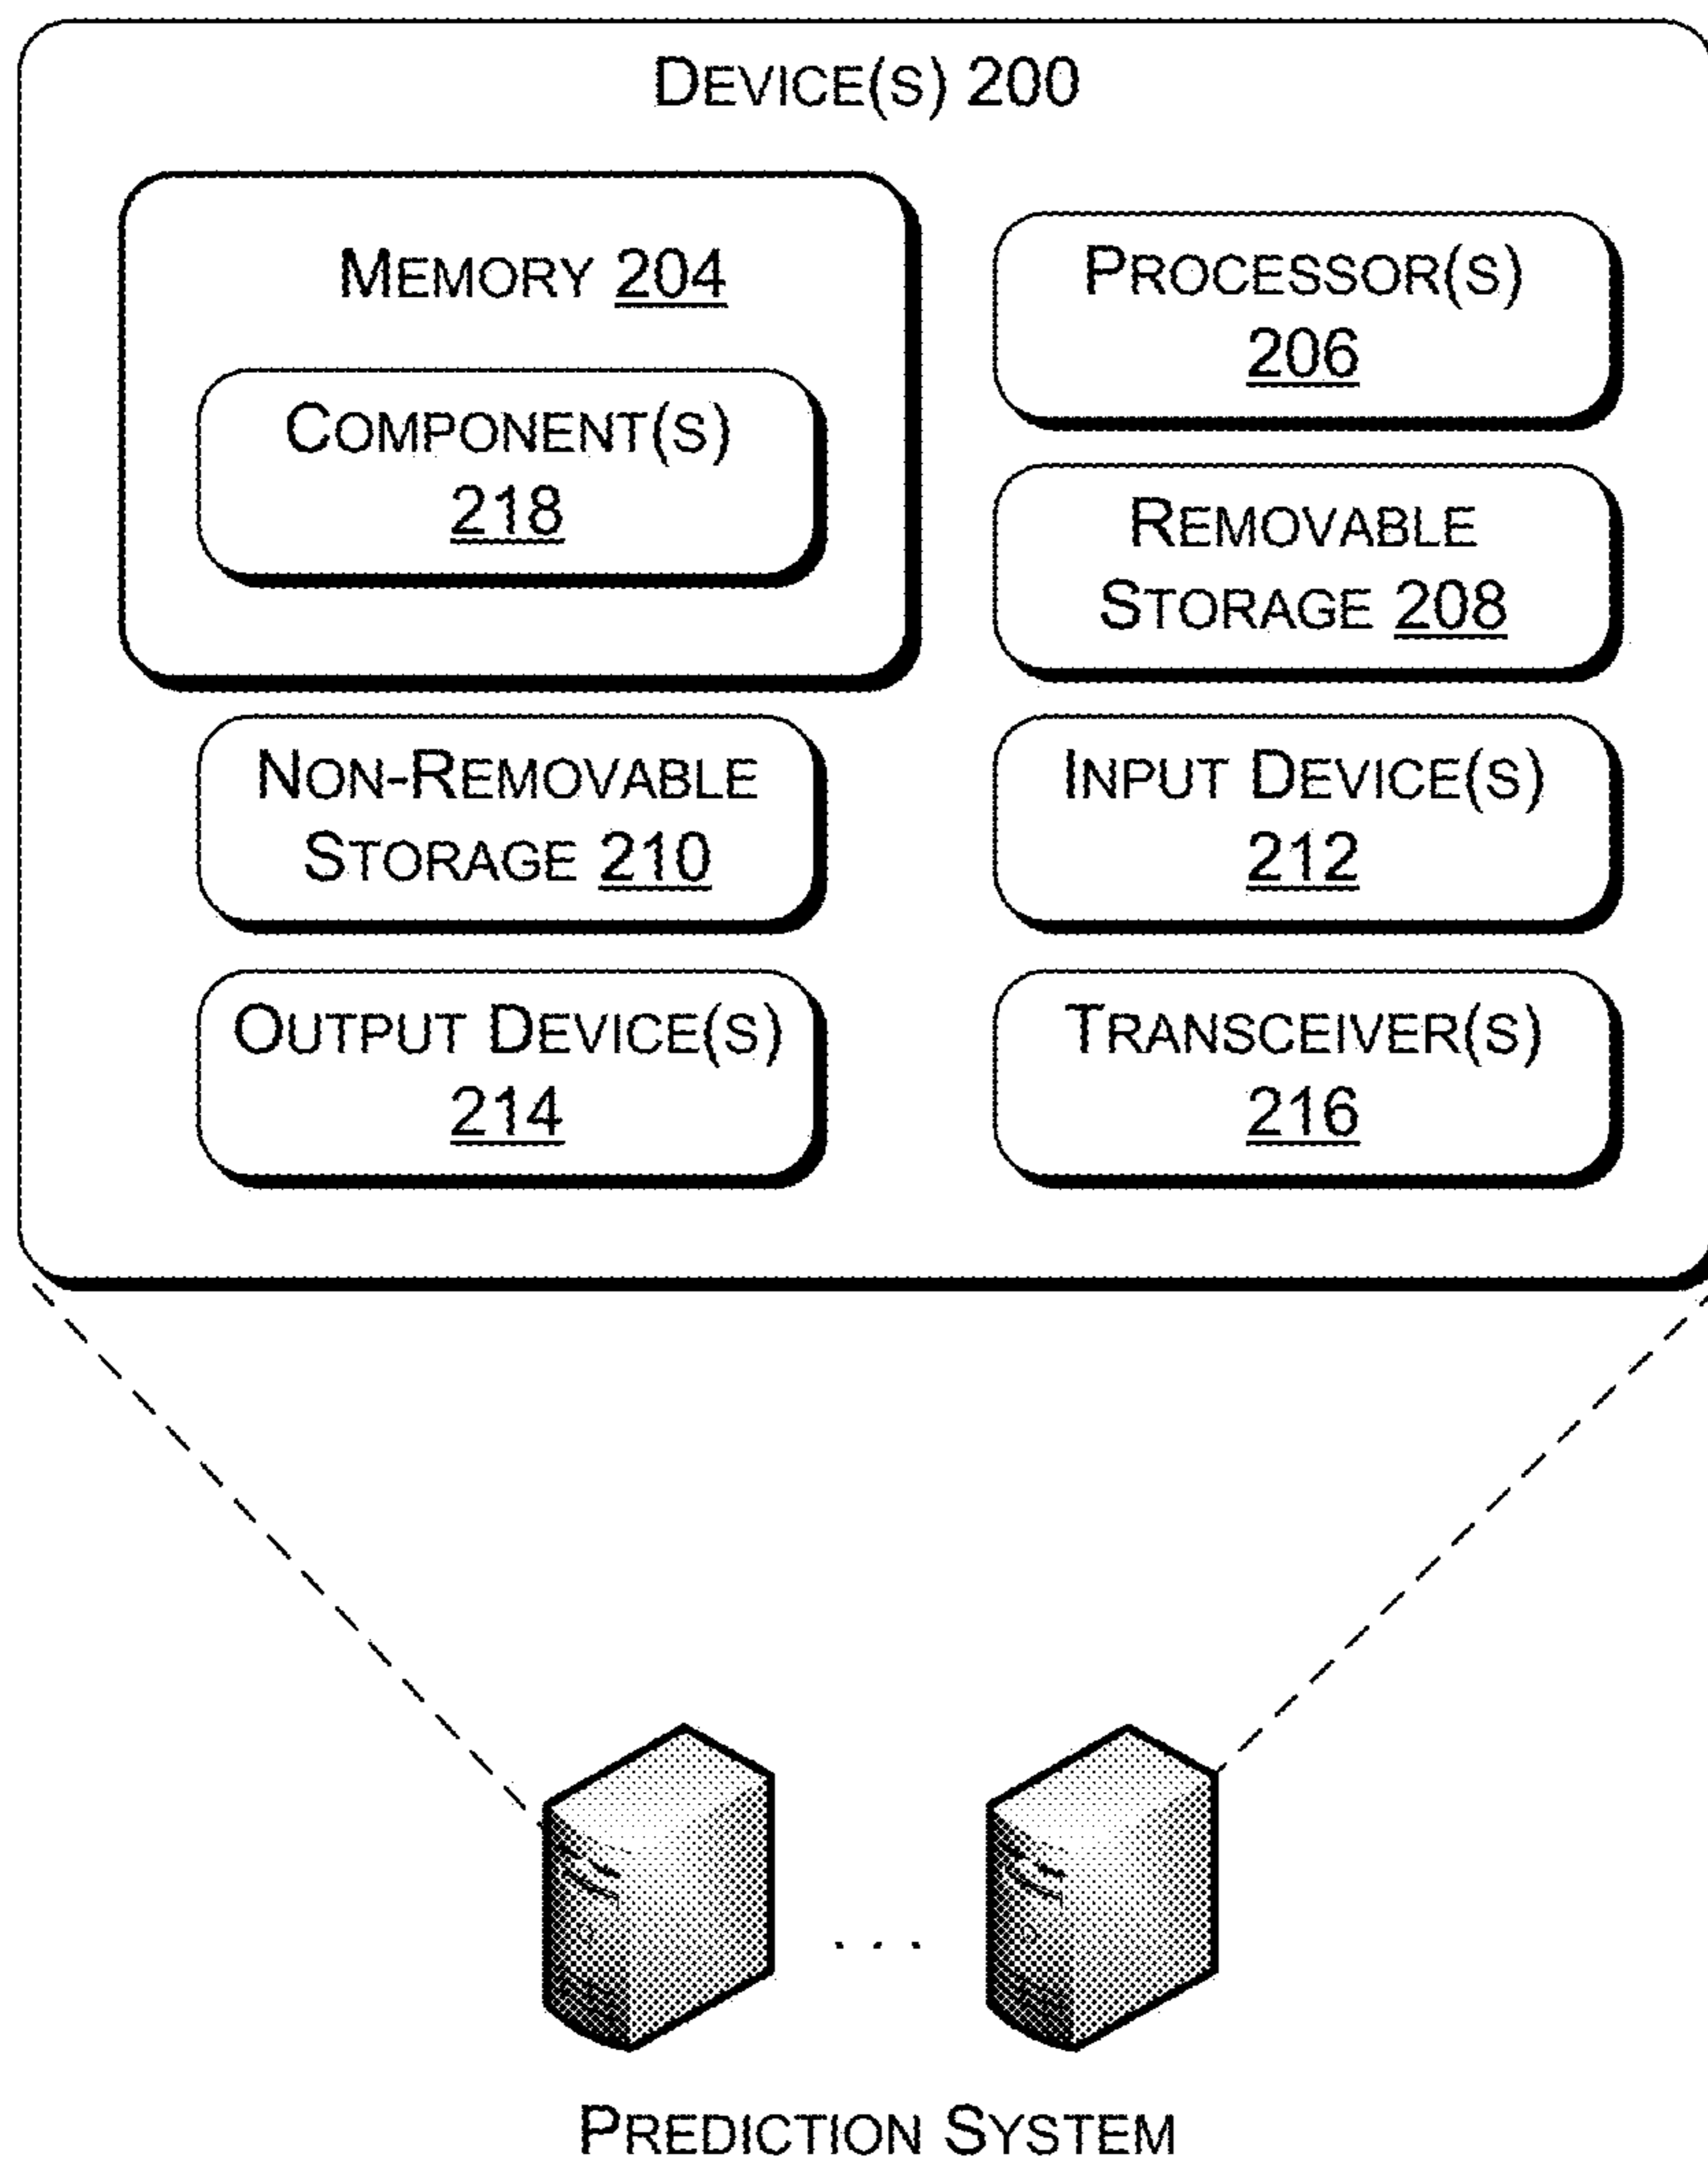 DEVICE(S) 200
MEMORY 204
COMPONENT(S)
218
PROCESSOR(S)
206
REMOVABLE
STORAGE 208
NON-REMOVABLE
STORAGE 210
INPUT DEVICE(S)
212
OUTPUT DEVICE(S)
214
TRANSCEIVER(S)
216
...
PREDICTION SYSTEM